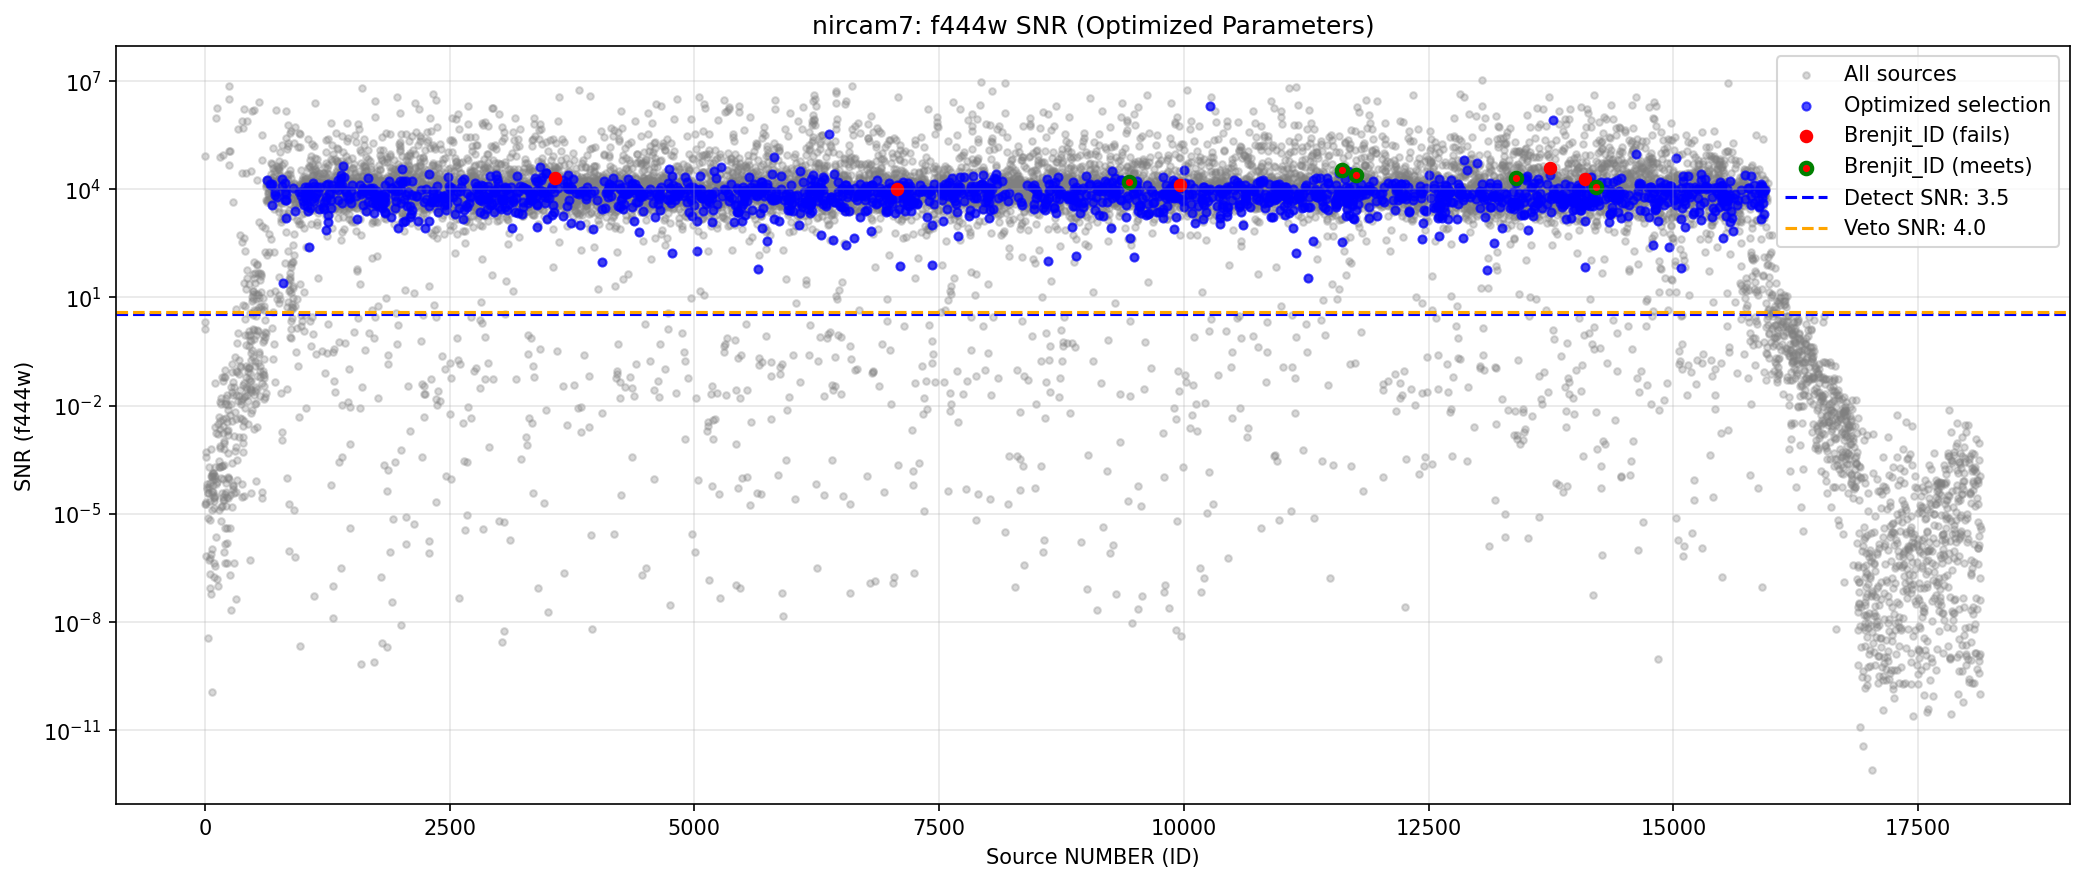 nircam7: f444w SNR (Optimized Parameters)
SNR (f444w)
10^7
10^4
10^1
10^−2
10^−5
10^−8
10^−11
All sources
Optimized selection
Brenjit_ID (fails)
Brenjit_ID (meets)
Detect SNR: 3.5
Veto SNR: 4.0
0 2500 5000 7500 10000 12500 15000 17500
Source NUMBER (ID)